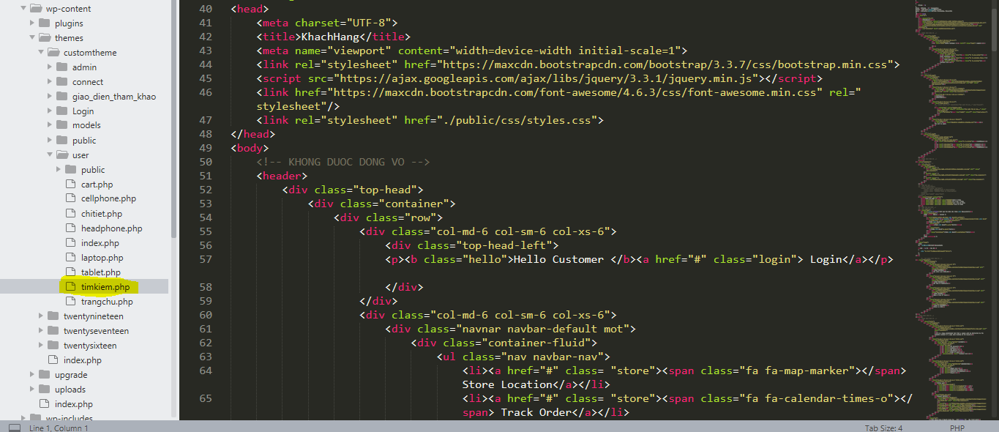 wp-content
plugins
themes
customtheme
admin
connect
giao_dien_tham_khao
Login
models
public
user
public
cart.php
cellphone.php
chitiet.php
headphone.php
index.php
laptop.php
tablet.php
timkiem.php
trangchu.php
twentynineteen
twentyseventeen
twentysixteen
index.php
upgrade
uploads
index.php
wp-includes
40 <head>
41 <meta charset="UTF-8">
42 <title>KhachHang</title>
43 <meta name="viewport" content="width=device-width initial-scale=1">
44 <link rel="stylesheet" href="https://maxcdn.bootstrapcdn.com/bootstrap/3.3.7/css/bootstrap.min.css">
45 <script src="https://ajax.googleapis.com/ajax/libs/jquery/3.3.1/jquery.min.js"></script>
46 <link href="https://maxcdn.bootstrapcdn.com/font-awesome/4.6.3/css/font-awesome.min.css" rel="
stylesheet"/>
47 <link rel="stylesheet" href="./public/css/styles.css">
48 </head>
49 <body>
50 <!-- KHONG DUOC DONG VO -->
51 <header>
52 <div class="top-head">
53 <div class="container">
54 <div class="row">
55 <div class="col-md-6 col-sm-6 col-xs-6">
56 <div class="top-head-left">
57 <p><b class="hello">Hello Customer </b><a href="#" class="login"> Login</a></p>
58 </div>
59 </div>
60 <div class="col-md-6 col-sm-6 col-xs-6">
61 <div class="navnar navbar-default mot">
62 <div class="container-fluid">
63 <ul class="nav navbar-nav">
64 <li><a href="#" class= "store"><span class="fa fa-map-marker"></span>
Store Location</a></li>
65 <li><a href="#" class= "store"><span class="fa fa-calendar-times-o"></
span> Track Order</a></li>
Line 1, Column 1
Tab Size: 4
PHP